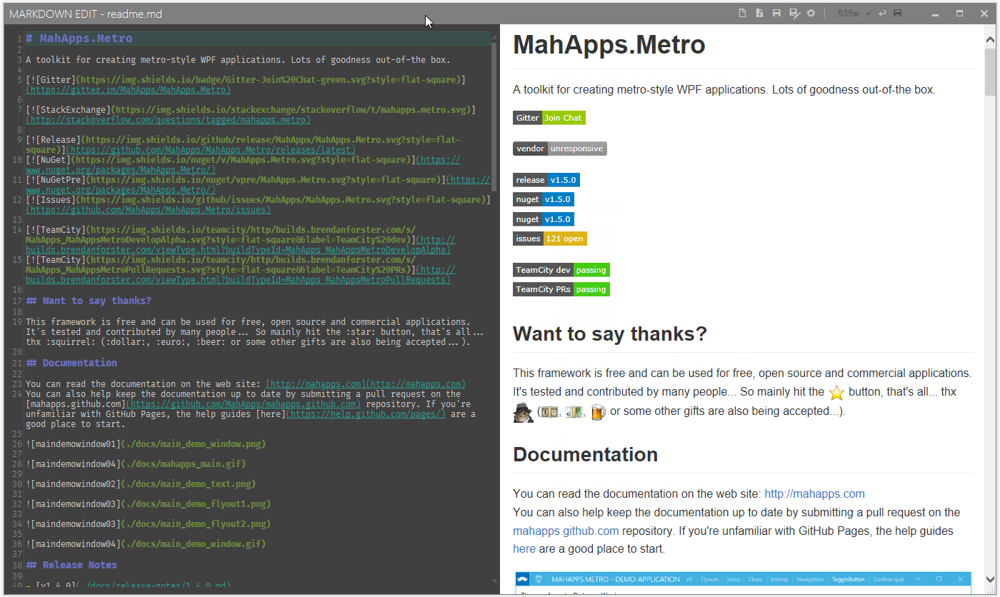 MARKDOWN EDIT - readme.md
535w
1 # MahApps.Metro
2
3 A toolkit for creating metro-style WPF applications. Lots of goodness out-of-the box.
4
5 [![Gitter](https://img.shields.io/badge/Gitter-Join%20Chat-green.svg?style=flat-square)]
(https://gitter.im/MahApps/MahApps.Metro)
6
7 [![StackExchange](https://img.shields.io/stackexchange/stackoverflow/t/mahapps.metro.svg)]
(http://stackoverflow.com/questions/tagged/mahapps.metro)
8
9 [![Release](https://img.shields.io/github/release/MahApps/MahApps.Metro.svg?style=flat-
square)](https://github.com/MahApps/MahApps.Metro/releases/latest)
10 [![NuGet](https://img.shields.io/nuget/v/MahApps.Metro.svg?style=flat-square)](https://
www.nuget.org/packages/MahApps.Metro/)
11 [![NuGetPre](https://img.shields.io/nuget/vpre/MahApps.Metro.svg?style=flat-square)](https://
www.nuget.org/packages/MahApps.Metro/)
12 [![Issues](https://img.shields.io/github/issues/MahApps/MahApps.Metro.svg?style=flat-square)]
(https://github.com/MahApps/MahApps.Metro/issues)
13
14 [![TeamCity](https://img.shields.io/teamcity/http/builds.brendanforster.com/s/
MahApps_MahAppsMetroDevelopAlpha.svg?style=flat-square&label=TeamCity%20dev)](http://
builds.brendanforster.com/viewType.html?buildTypeId=MahApps_MahAppsMetroDevelopAlpha)
15 [![TeamCity](https://img.shields.io/teamcity/http/builds.brendanforster.com/s/
MahApps_MahAppsMetroPullRequests.svg?style=flat-square&label=TeamCity%20PRs)](http://
builds.brendanforster.com/viewType.html?buildTypeId=MahApps_MahAppsMetroPullRequests)
16
17 ## Want to say thanks?
18
19 This framework is free and can be used for free, open source and commercial applications.
It's tested and contributed by many people... So mainly hit the :star: button, that's all...
thx :squirrel: (:dollar:, :euro:, :beer: or some other gifts are also being accepted...).
20
21 ## Documentation
22
23 You can read the documentation on the web site: [http://mahapps.com](http://mahapps.com)
24 You can also help keep the documentation up to date by submitting a pull request on the
[mahapps.github.com](https://github.com/MahApps/mahapps.github.com) repository. If you're
unfamiliar with GitHub Pages, the help guides [here](https://help.github.com/pages/) are a
good place to start.
25
26 ![maindemowindow01](./docs/main_demo_window.png)
27
28 ![maindemowindow04](./docs/mahapps_main.gif)
29
30 ![maindemowindow02](./docs/main_demo_text.png)
31
32 ![maindemowindow03](./docs/main_demo_flyout1.png)
33
34 ![maindemowindow03](./docs/main_demo_flyout2.png)
35
36 ![maindemowindow04](./docs/main_demo_window.gif)
37
38 ## Release Notes
39
40 - [v1.4.0](./docs/release-notes/1.4.0.md)
MahApps.Metro
A toolkit for creating metro-style WPF applications. Lots of goodness out-of-the box.
Gitter Join Chat
vendor unresponsive
release v1.5.0
nuget v1.5.0
nuget v1.5.0
issues 121 open
TeamCity dev passing
TeamCity PRs passing
Want to say thanks?
This framework is free and can be used for free, open source and commercial applications.
It's tested and contributed by many people... So mainly hit the button, that's all... thx
(, , or some other gifts are also being accepted...).
Documentation
You can read the documentation on the web site: http://mahapps.com
You can also help keep the documentation up to date by submitting a pull request on the
mahapps.github.com repository. If you're unfamiliar with GitHub Pages, the help guides
here are a good place to start.
MAHAPPS.METRO - DEMO APPLICATION VS Flyouts Icons Clean Interop Navigation ToggleButton Confirm quit